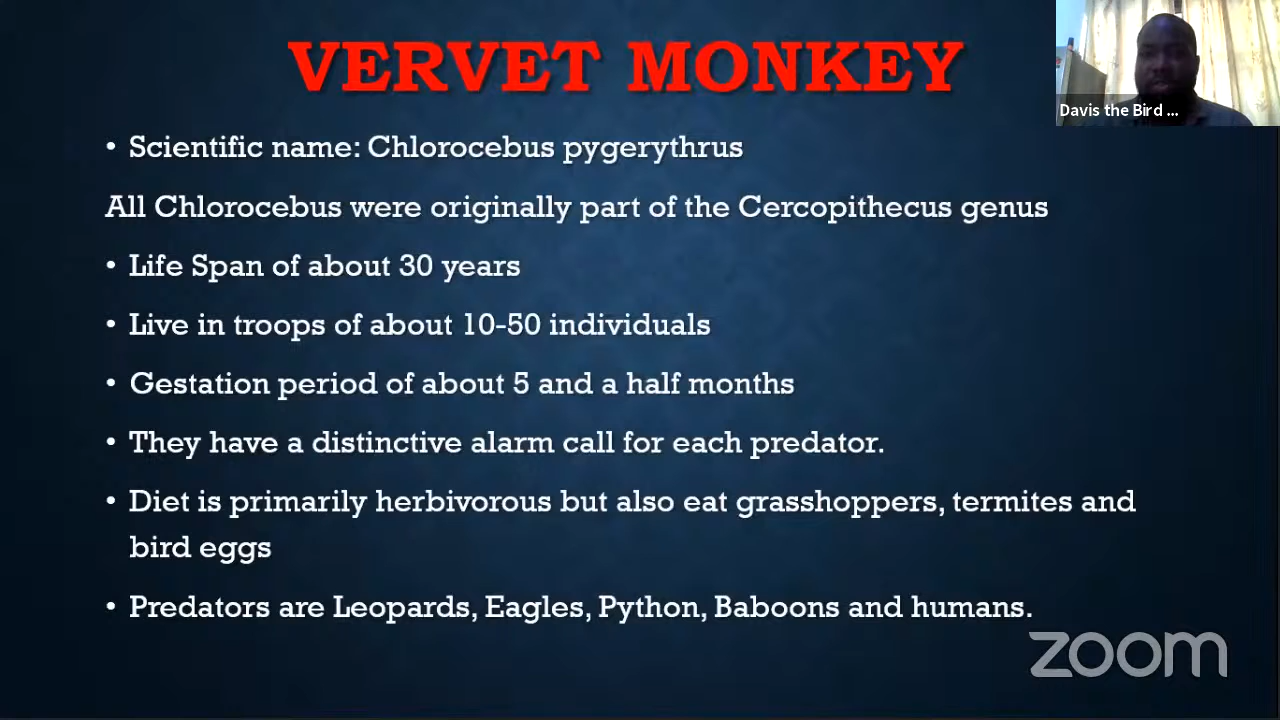 VERVET MONKEY
Davis the Bird ...
• Scientific name: Chlorocebus pygerythrus
All Chlorocebus were originally part of the Cercopithecus genus
• Life Span of about 30 years
• Live in troops of about 10-50 individuals
• Gestation period of about 5 and a half months
• They have a distinctive alarm call for each predator.
• Diet is primarily herbivorous but also eat grasshoppers, termites and
bird eggs
• Predators are Leopards, Eagles, Python, Baboons and humans.
zoom